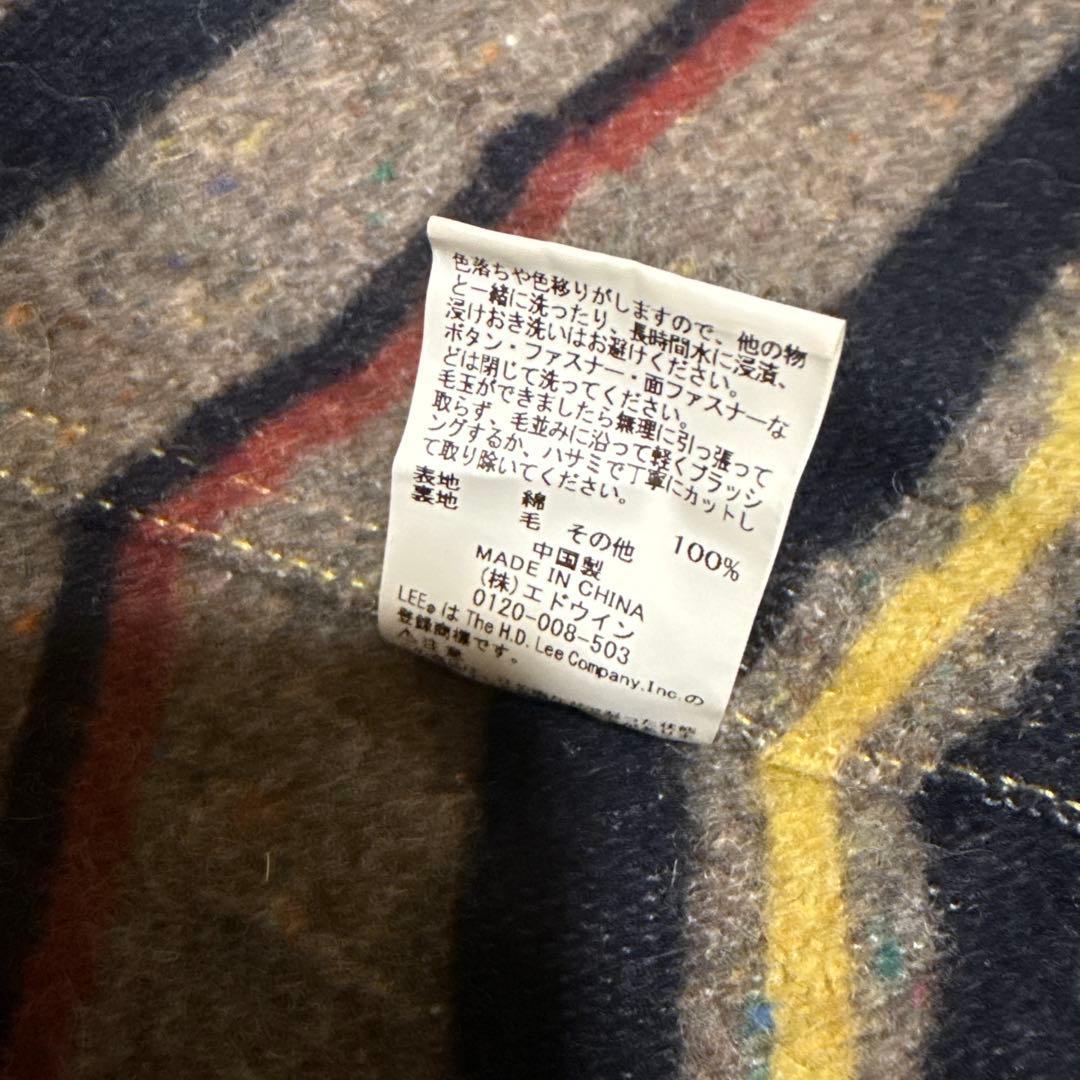 色落ちや色移りがしますので、他の物
と一緒に洗ったり、長時間水に浸漬、
浸けおき洗いはお避けください。
ボタン・ファスナー・面ファスナーな
どは閉じて洗ってください。
毛玉ができましたら無理に引っ張って
取らず、毛並みに沿って軽くブラッシ
ングするか、ハサミで丁寧にカットし
て取り除いてください。
表地 綿 100%
裏地 毛 その他
中国製
MADE IN CHINA
(株)エドウイン
0120-008-503
LEE®は The H.D. Lee Company,Inc.の
登録商標です。
注意